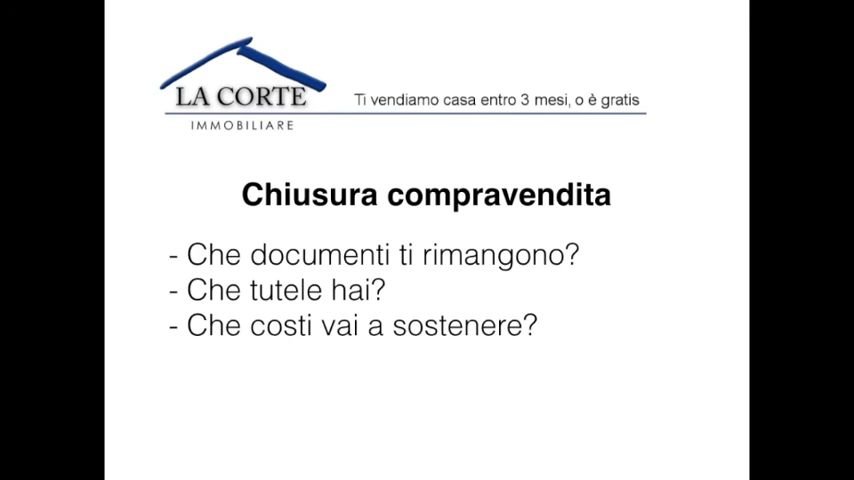 LA CORTE
IMMOBILIARE
Ti vendiamo casa entro 3 mesi, o è gratis
Chiusura compravendita
- Che documenti ti rimangono?
- Che tutele hai?
- Che costi vai a sostenere?